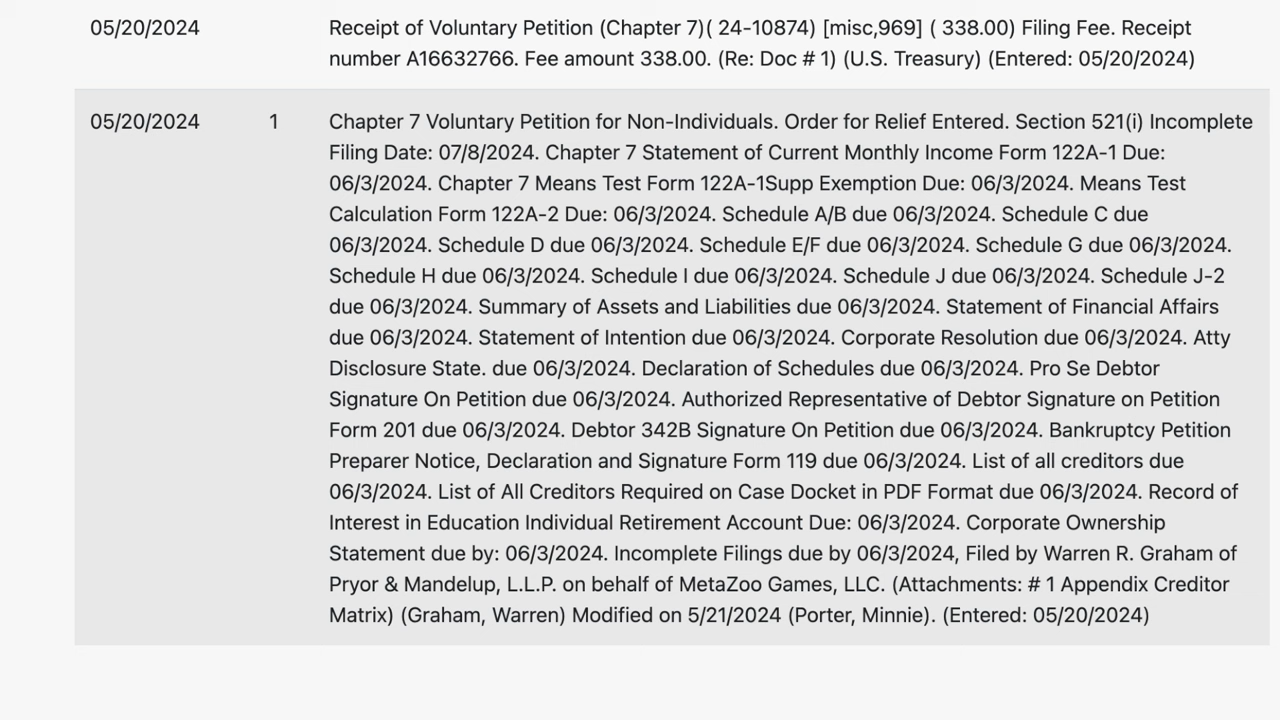 05/20/2024 Receipt of Voluntary Petition (Chapter 7)( 24-10874) [misc,969] ( 338.00) Filing Fee. Receipt
number A16632766. Fee amount 338.00. (Re: Doc # 1) (U.S. Treasury) (Entered: 05/20/2024)
05/20/2024 1 Chapter 7 Voluntary Petition for Non-Individuals. Order for Relief Entered. Section 521(i) Incomplete
Filing Date: 07/8/2024. Chapter 7 Statement of Current Monthly Income Form 122A-1 Due:
06/3/2024. Chapter 7 Means Test Form 122A-1Supp Exemption Due: 06/3/2024. Means Test
Calculation Form 122A-2 Due: 06/3/2024. Schedule A/B due 06/3/2024. Schedule C due
06/3/2024. Schedule D due 06/3/2024. Schedule E/F due 06/3/2024. Schedule G due 06/3/2024.
Schedule H due 06/3/2024. Schedule I due 06/3/2024. Schedule J due 06/3/2024. Schedule J-2
due 06/3/2024. Summary of Assets and Liabilities due 06/3/2024. Statement of Financial Affairs
due 06/3/2024. Statement of Intention due 06/3/2024. Corporate Resolution due 06/3/2024. Atty
Disclosure State. due 06/3/2024. Declaration of Schedules due 06/3/2024. Pro Se Debtor
Signature On Petition due 06/3/2024. Authorized Representative of Debtor Signature on Petition
Form 201 due 06/3/2024. Debtor 342B Signature On Petition due 06/3/2024. Bankruptcy Petition
Preparer Notice, Declaration and Signature Form 119 due 06/3/2024. List of all creditors due
06/3/2024. List of All Creditors Required on Case Docket in PDF Format due 06/3/2024. Record of
Interest in Education Individual Retirement Account Due: 06/3/2024. Corporate Ownership
Statement due by: 06/3/2024. Incomplete Filings due by 06/3/2024, Filed by Warren R. Graham of
Pryor & Mandelup, L.L.P. on behalf of MetaZoo Games, LLC. (Attachments: # 1 Appendix Creditor
Matrix) (Graham, Warren) Modified on 5/21/2024 (Porter, Minnie). (Entered: 05/20/2024)